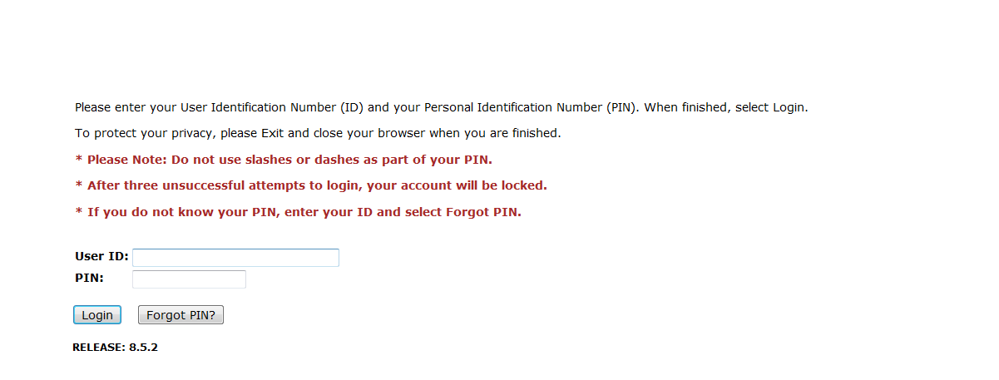 Please enter your User Identification Number (ID) and your Personal Identification Number (PIN). When finished, select Login.
To protect your privacy, please Exit and close your browser when you are finished.
* Please Note: Do not use slashes or dashes as part of your PIN.
* After three unsuccessful attempts to login, your account will be locked.
* If you do not know your PIN, enter your ID and select Forgot PIN.
User ID:
PIN:
Login Forgot PIN?
RELEASE: 8.5.2